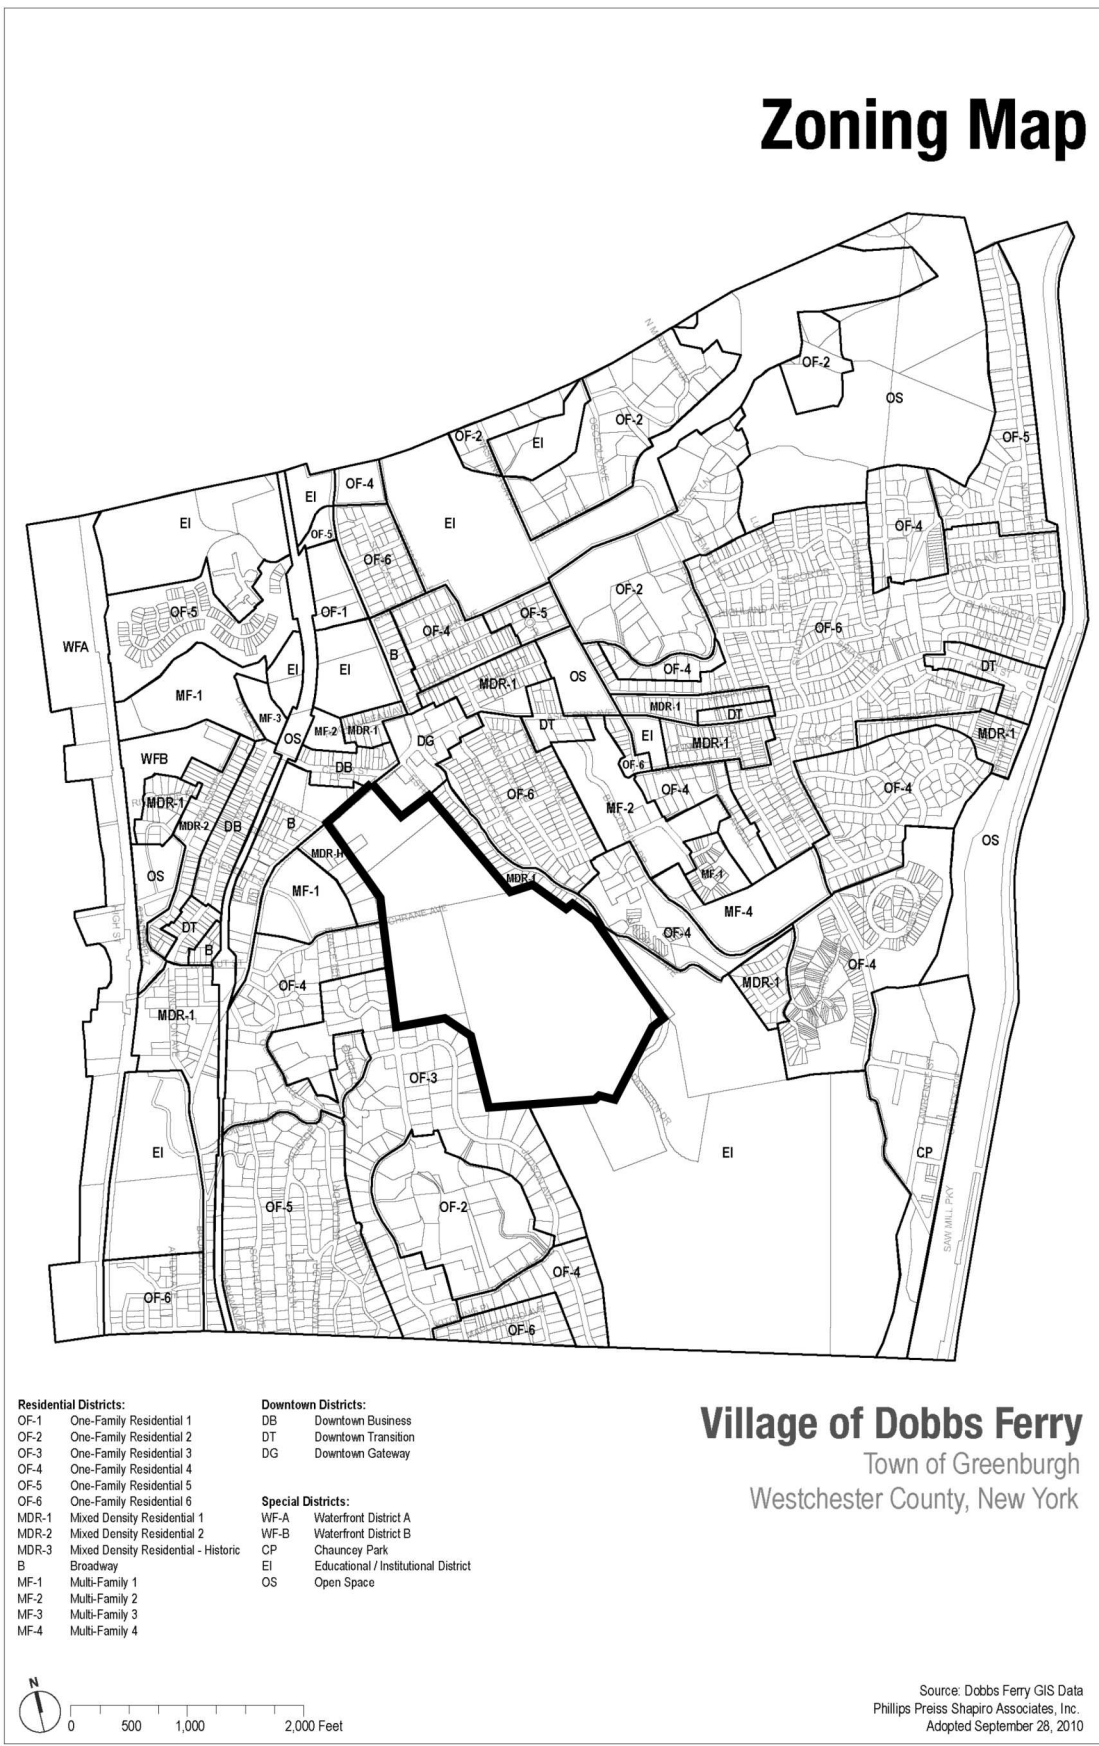 Zoning Map
N MOUNTAIN DR
OF-2
OS
OF-2
OF-2
EI
OF-5
OSCEOLA AVE
OF-4
EI
EI
EI
OF-5
OF-4
OF-6
OF-2
OF-5
OF-1
OF-5
OF-4
HIGHLAND AVE
OF-6
WFA
B
EI
EI
OF-4
DT
MF-1
MDR-1
OS
MDR-1
MF-3
MF-2
MDR-1
DT
DT
OS
DG
EI
MDR-1
MDR-1
WFB
DB
OF-6
OF-6
OF-4
OF-4
MDR-1
MDR-2
DB
B
MF-2
OS
MDR-H
OS
MF-1
MDR-1
MF-1
MF-4
HIGH ST
DT
B
OF-4
OF-4
OF-4
MDR-1
MDR-1
OF-3
EI
EI
CP
OF-5
OF-2
SAW MILL PKY
OF-4
OF-6
OF-6
Residential Districts:
OF-1 One-Family Residential 1
OF-2 One-Family Residential 2
OF-3 One-Family Residential 3
OF-4 One-Family Residential 4
OF-5 One-Family Residential 5
OF-6 One-Family Residential 6
MDR-1 Mixed Density Residential 1
MDR-2 Mixed Density Residential 2
MDR-3 Mixed Density Residential - Historic
B Broadway
MF-1 Multi-Family 1
MF-2 Multi-Family 2
MF-3 Multi-Family 3
MF-4 Multi-Family 4
Downtown Districts:
DB Downtown Business
DT Downtown Transition
DG Downtown Gateway
Special Districts:
WF-A Waterfront District A
WF-B Waterfront District B
CP Chauncey Park
EI Educational / Institutional District
OS Open Space
Village of Dobbs Ferry
Town of Greenburgh
Westchester County, New York
N
0 500 1,000 2,000 Feet
Source: Dobbs Ferry GIS Data
Phillips Preiss Shapiro Associates, Inc.
Adopted September 28, 2010